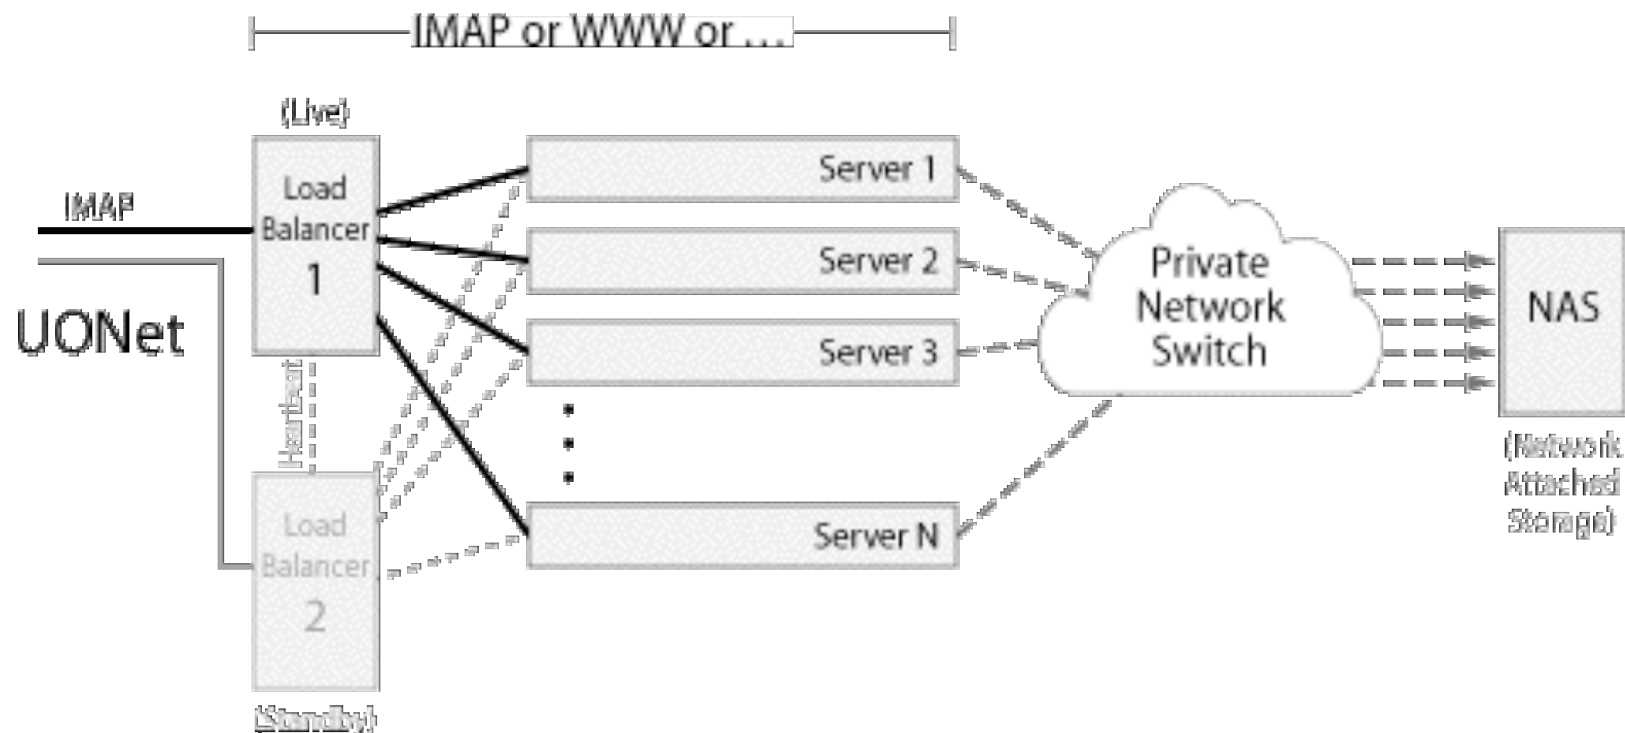 IMAP or WWW or ...
(Live)
Load
Balancer
1
IMAP
UONet
Heartbeat
Load
Balancer
2
(Standby)
Server 1
Server 2
Server 3
Server N
Private
Network
Switch
NAS
(Network
Attached
Storage)